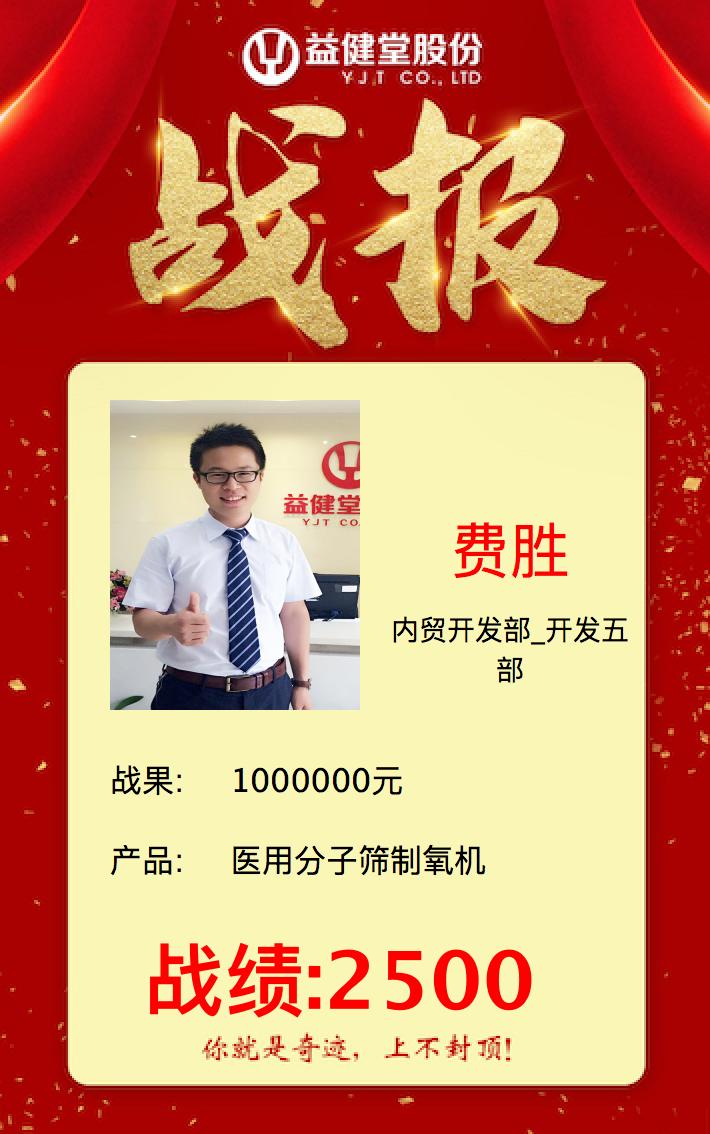 益健堂股份
YJT CO., LTD
战报
益健堂
YJT CO.
费胜
内贸开发部_开发五
部
战果: 1000000元
产品: 医用分子筛制氧机
战绩:2500
你就是奇迹，上不封顶!